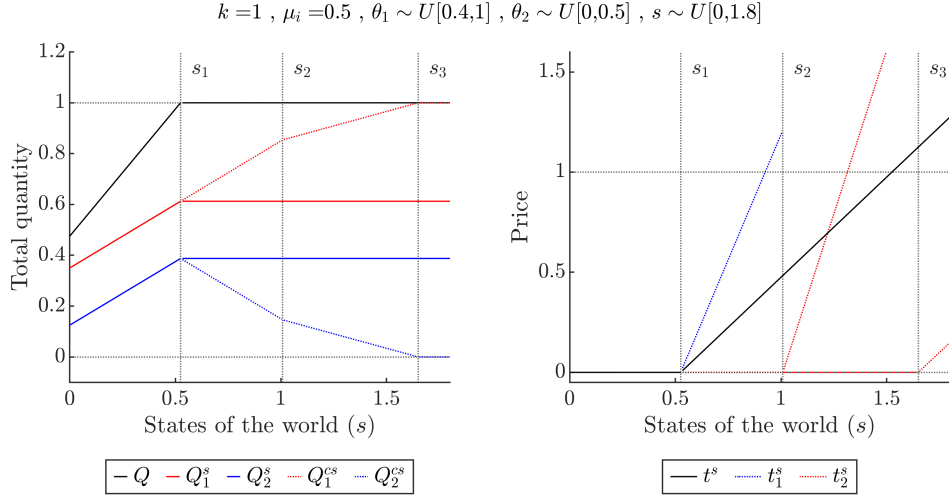 k =1 , μ_i =0.5 , θ_1 ∼ U[0.4,1] , θ_2 ∼ U[0,0.5] , s ∼ U[0,1.8]
s_1 s_2 s_3
1.2
1
0.8
0.6
0.4
0.2
0
Total quantity
0 0.5 1 1.5
States of the world (s)
Q Q_1^s Q_2^s Q_1^{cs} Q_2^{cs}
s_1 s_2 s_3
1.5
1
0.5
0
Price
0 0.5 1 1.5
States of the world (s)
t^s t_1^s t_2^s